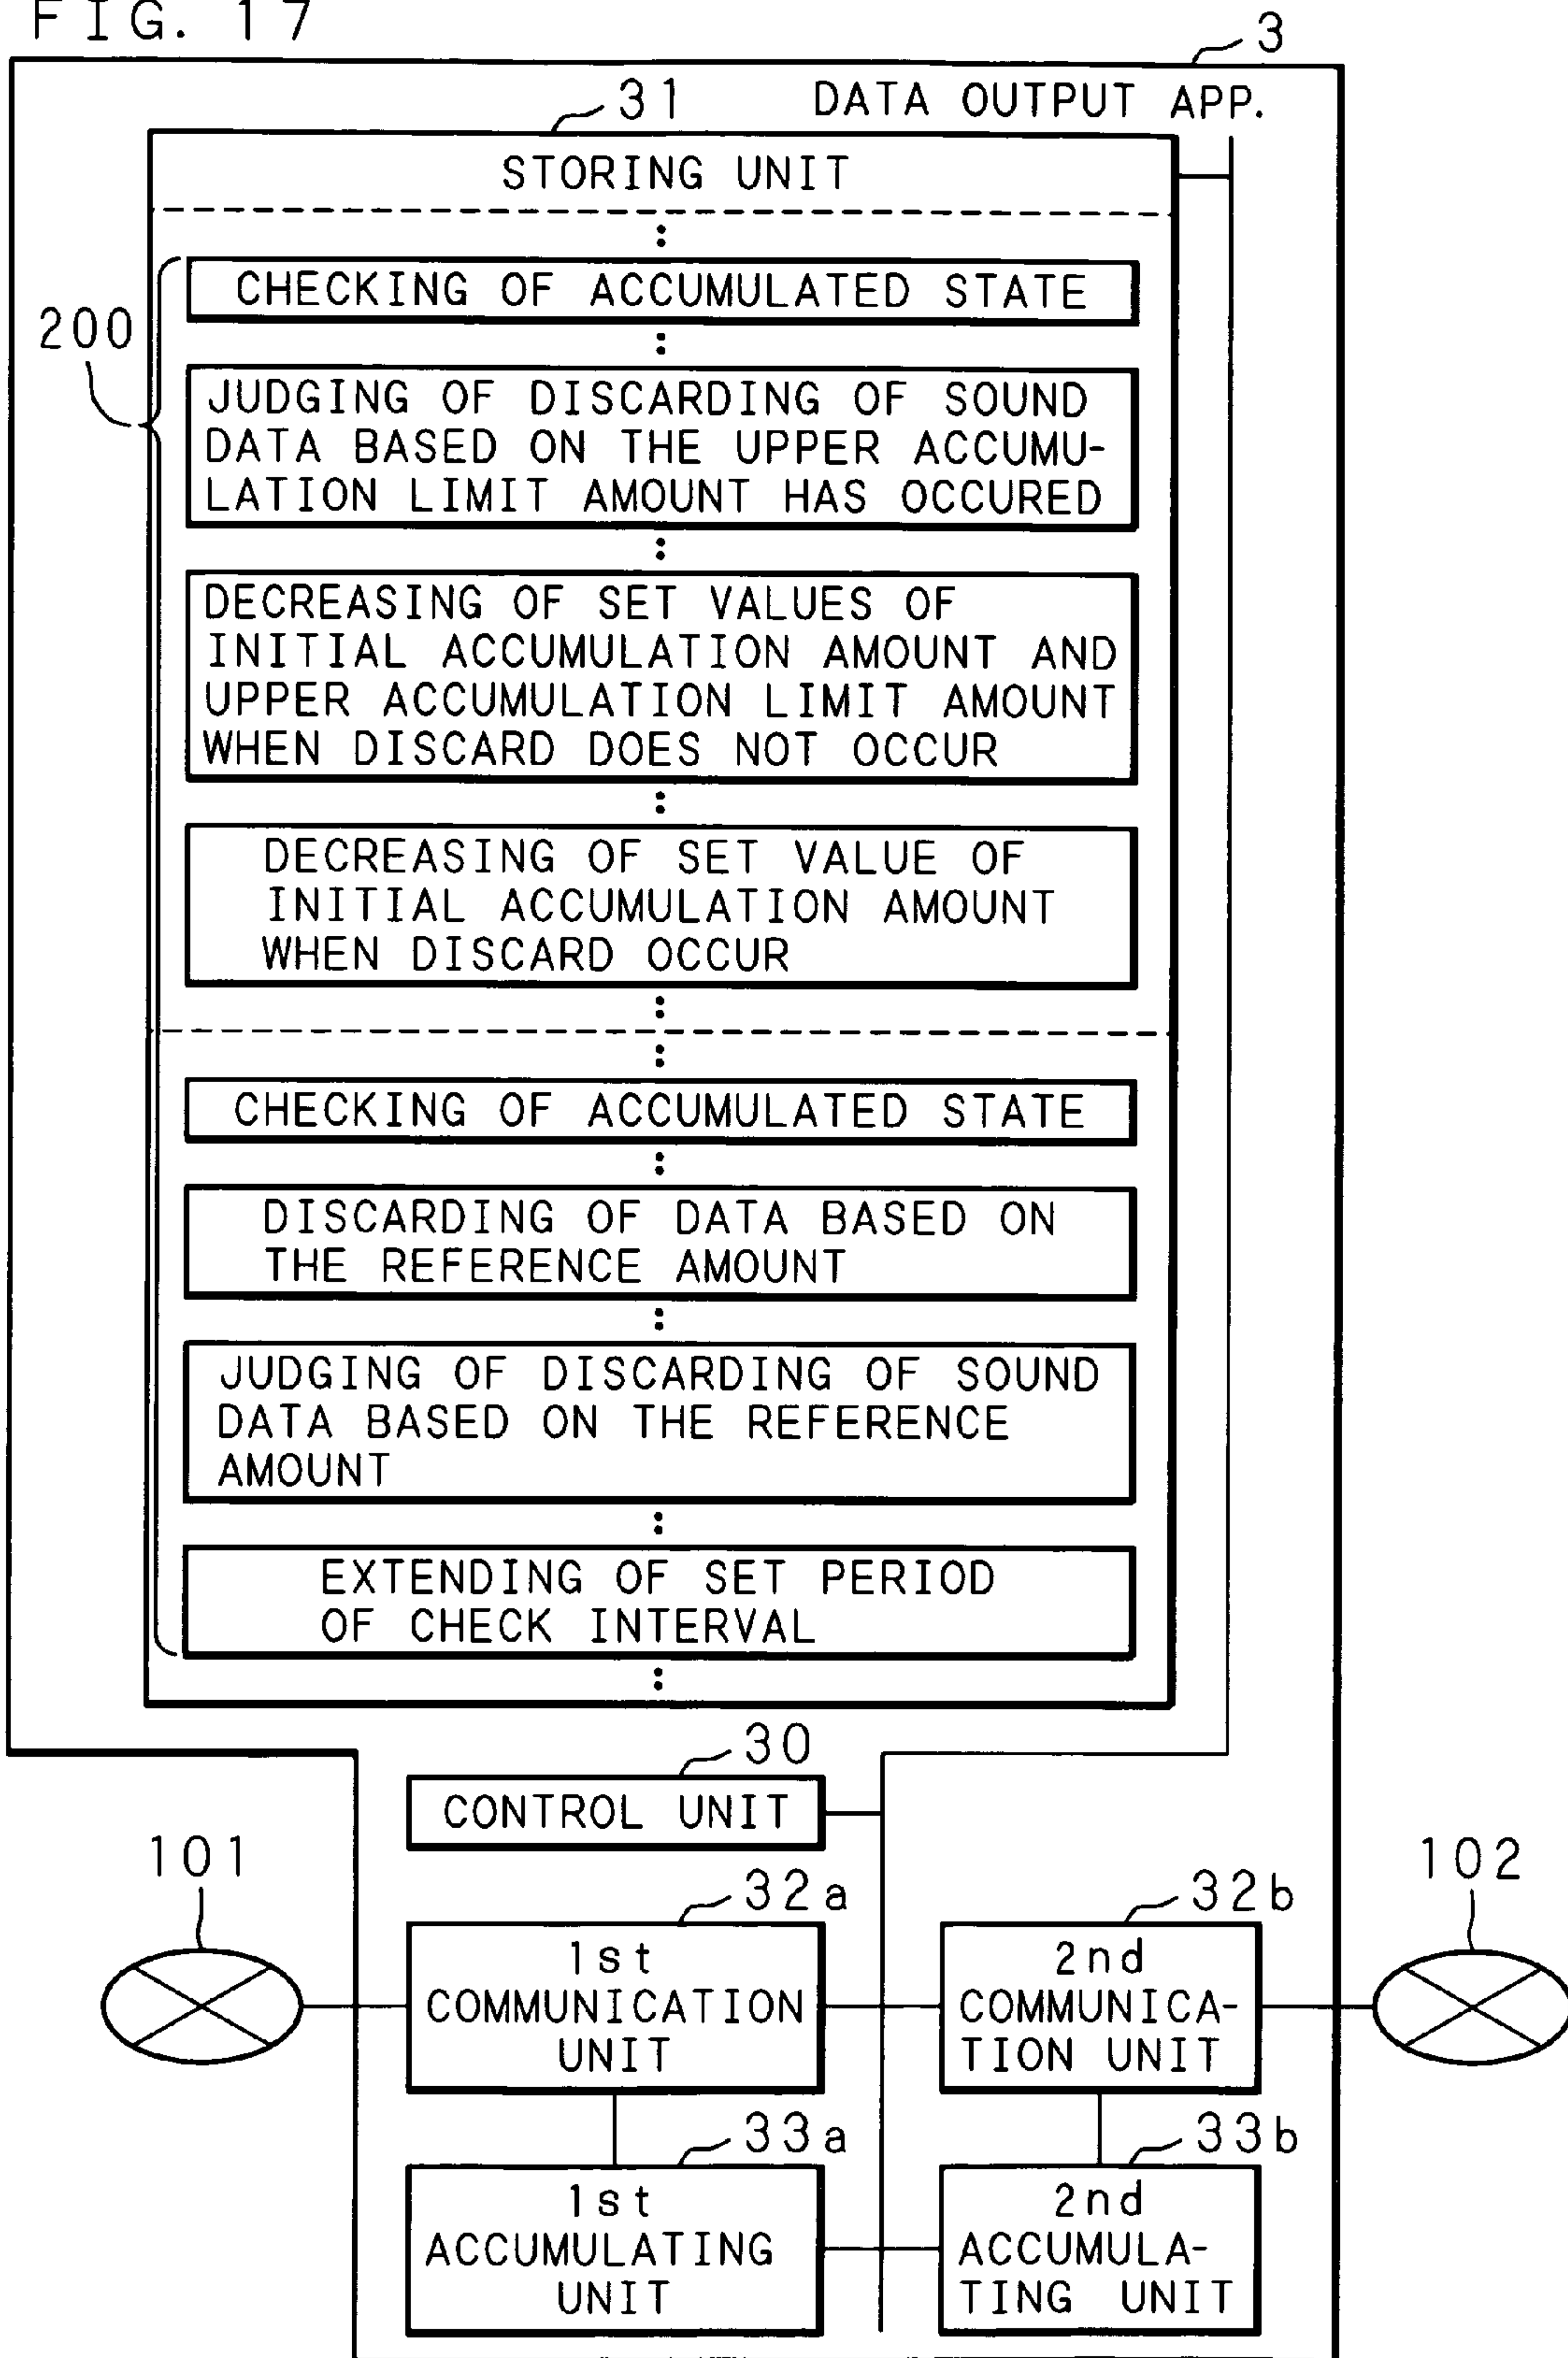 FIG. 17
3
DATA OUTPUT APP.
31
STORING UNIT
200
CHECKING OF ACCUMULATED STATE
JUDGING OF DISCARDING OF SOUND
DATA BASED ON THE UPPER ACCUMU-
LATION LIMIT AMOUNT HAS OCCURED
DECREASING OF SET VALUES OF
INITIAL ACCUMULATION AMOUNT AND
UPPER ACCUMULATION LIMIT AMOUNT
WHEN DISCARD DOES NOT OCCUR
DECREASING OF SET VALUE OF
INITIAL ACCUMULATION AMOUNT
WHEN DISCARD OCCUR
CHECKING OF ACCUMULATED STATE
DISCARDING OF DATA BASED ON
THE REFERENCE AMOUNT
JUDGING OF DISCARDING OF SOUND
DATA BASED ON THE REFERENCE
AMOUNT
EXTENDING OF SET PERIOD
OF CHECK INTERVAL
30
CONTROL UNIT
101
102
32a
1st
COMMUNICATION
UNIT
32b
2nd
COMMUNICA-
TION UNIT
33a
1st
ACCUMULATING
UNIT
33b
2nd
ACCUMULA-
TING UNIT